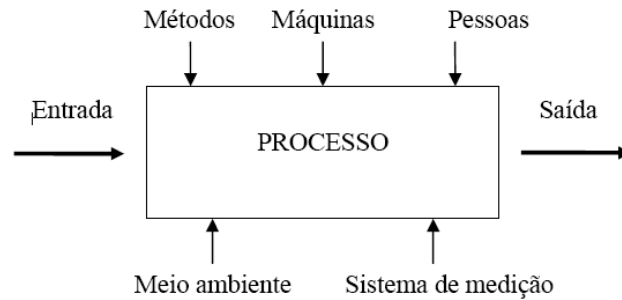 Métodos Máquinas Pessoas
Entrada Saída
PROCESSO
Meio ambiente Sistema de medição